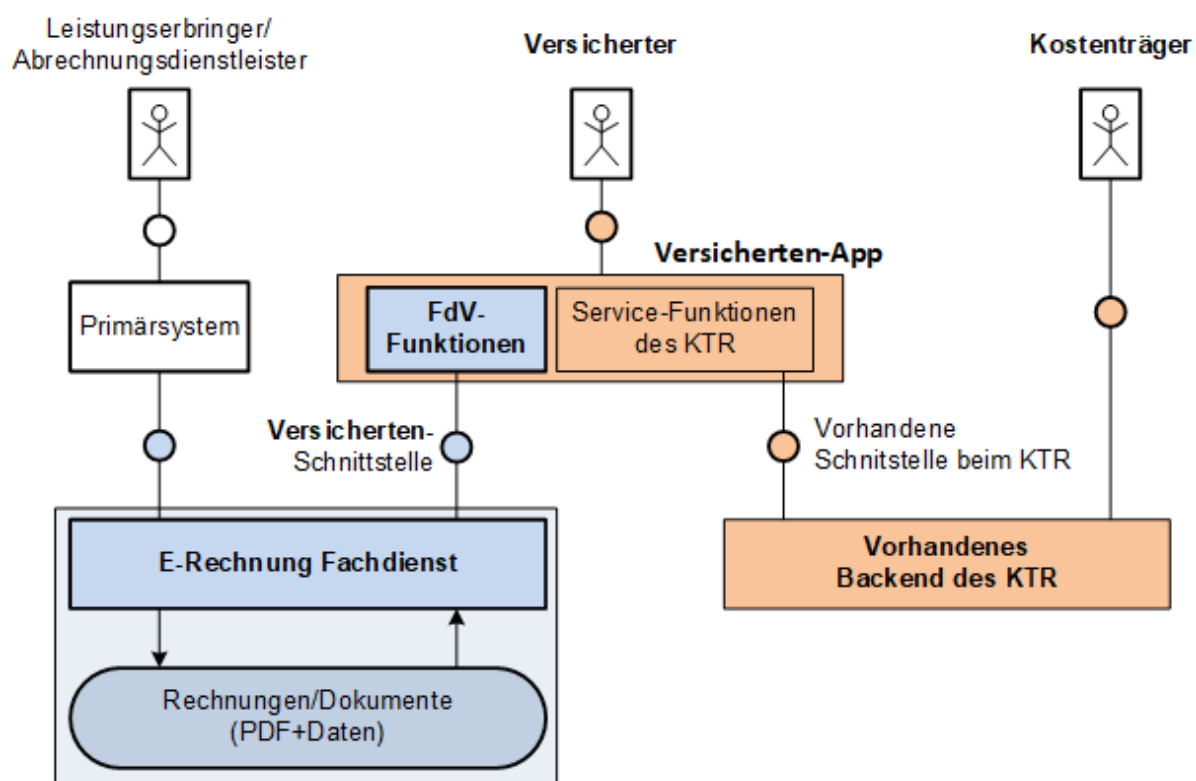 Leistungserbringer/
Abrechnungsdienstleister
Versicherter
Kostenträger
Versicherten-App
Primärsystem
FdV-
Funktionen
Service-Funktionen
des KTR
Versicherten-
Schnittstelle
Vorhandene
Schnitstelle beim KTR
E-Rechnung Fachdienst
Vorhandenes
Backend des KTR
Rechnungen/Dokumente
(PDF+Daten)